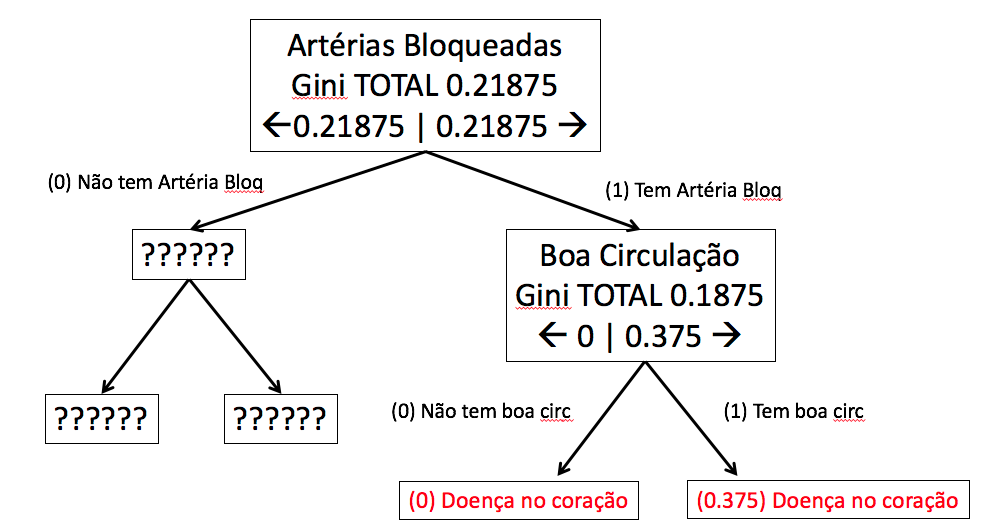 Artérias Bloqueadas
Gini TOTAL 0.21875
←0.21875 | 0.21875 →
(0) Não tem Artéria Bloq
(1) Tem Artéria Bloq
??????
Boa Circulação
Gini TOTAL 0.1875
← 0 | 0.375 →
(0) Não tem boa circ
(1) Tem boa circ
??????
??????
(0) Doença no coração
(0.375) Doença no coração